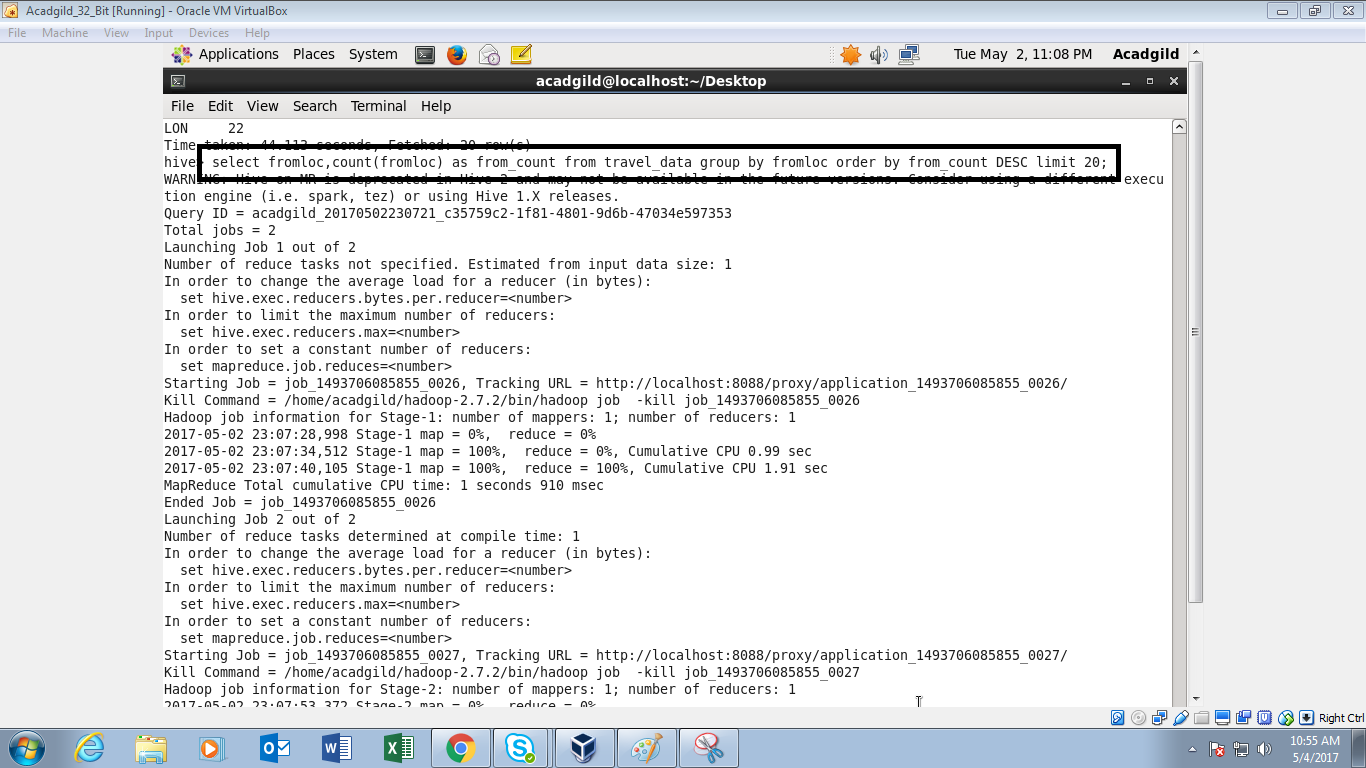 Acadgild_32_Bit [Running] - Oracle VM VirtualBox
File Machine View Input Devices Help
Applications Places System Tue May 2, 11:08 PM Acadgild
acadgild@localhost:~/Desktop
File Edit View Search Terminal Help
LON 22
Time taken: 44.113 seconds, Fetched: 20 row(s)
hive> select fromloc,count(fromloc) as from_count from travel_data group by fromloc order by from_count DESC limit 20;
WARNING: Hive-on-MR is deprecated in Hive 2 and may not be available in the future versions. Consider using a different execu
tion engine (i.e. spark, tez) or using Hive 1.X releases.
Query ID = acadgild_20170502230721_c35759c2-1f81-4801-9d6b-47034e597353
Total jobs = 2
Launching Job 1 out of 2
Number of reduce tasks not specified. Estimated from input data size: 1
In order to change the average load for a reducer (in bytes):
set hive.exec.reducers.bytes.per.reducer=<number>
In order to limit the maximum number of reducers:
set hive.exec.reducers.max=<number>
In order to set a constant number of reducers:
set mapreduce.job.reduces=<number>
Starting Job = job_1493706085855_0026, Tracking URL = http://localhost:8088/proxy/application_1493706085855_0026/
Kill Command = /home/acadgild/hadoop-2.7.2/bin/hadoop job -kill job_1493706085855_0026
Hadoop job information for Stage-1: number of mappers: 1; number of reducers: 1
2017-05-02 23:07:28,998 Stage-1 map = 0%, reduce = 0%
2017-05-02 23:07:34,512 Stage-1 map = 100%, reduce = 0%, Cumulative CPU 0.99 sec
2017-05-02 23:07:40,105 Stage-1 map = 100%, reduce = 100%, Cumulative CPU 1.91 sec
MapReduce Total cumulative CPU time: 1 seconds 910 msec
Ended Job = job_1493706085855_0026
Launching Job 2 out of 2
Number of reduce tasks determined at compile time: 1
In order to change the average load for a reducer (in bytes):
set hive.exec.reducers.bytes.per.reducer=<number>
In order to limit the maximum number of reducers:
set hive.exec.reducers.max=<number>
In order to set a constant number of reducers:
set mapreduce.job.reduces=<number>
Starting Job = job_1493706085855_0027, Tracking URL = http://localhost:8088/proxy/application_1493706085855_0027/
Kill Command = /home/acadgild/hadoop-2.7.2/bin/hadoop job -kill job_1493706085855_0027
Hadoop job information for Stage-2: number of mappers: 1; number of reducers: 1
2017-05-02 23:07:53,372 Stage-2 map = 0%, reduce = 0%
Right Ctrl
10:55 AM
5/4/2017